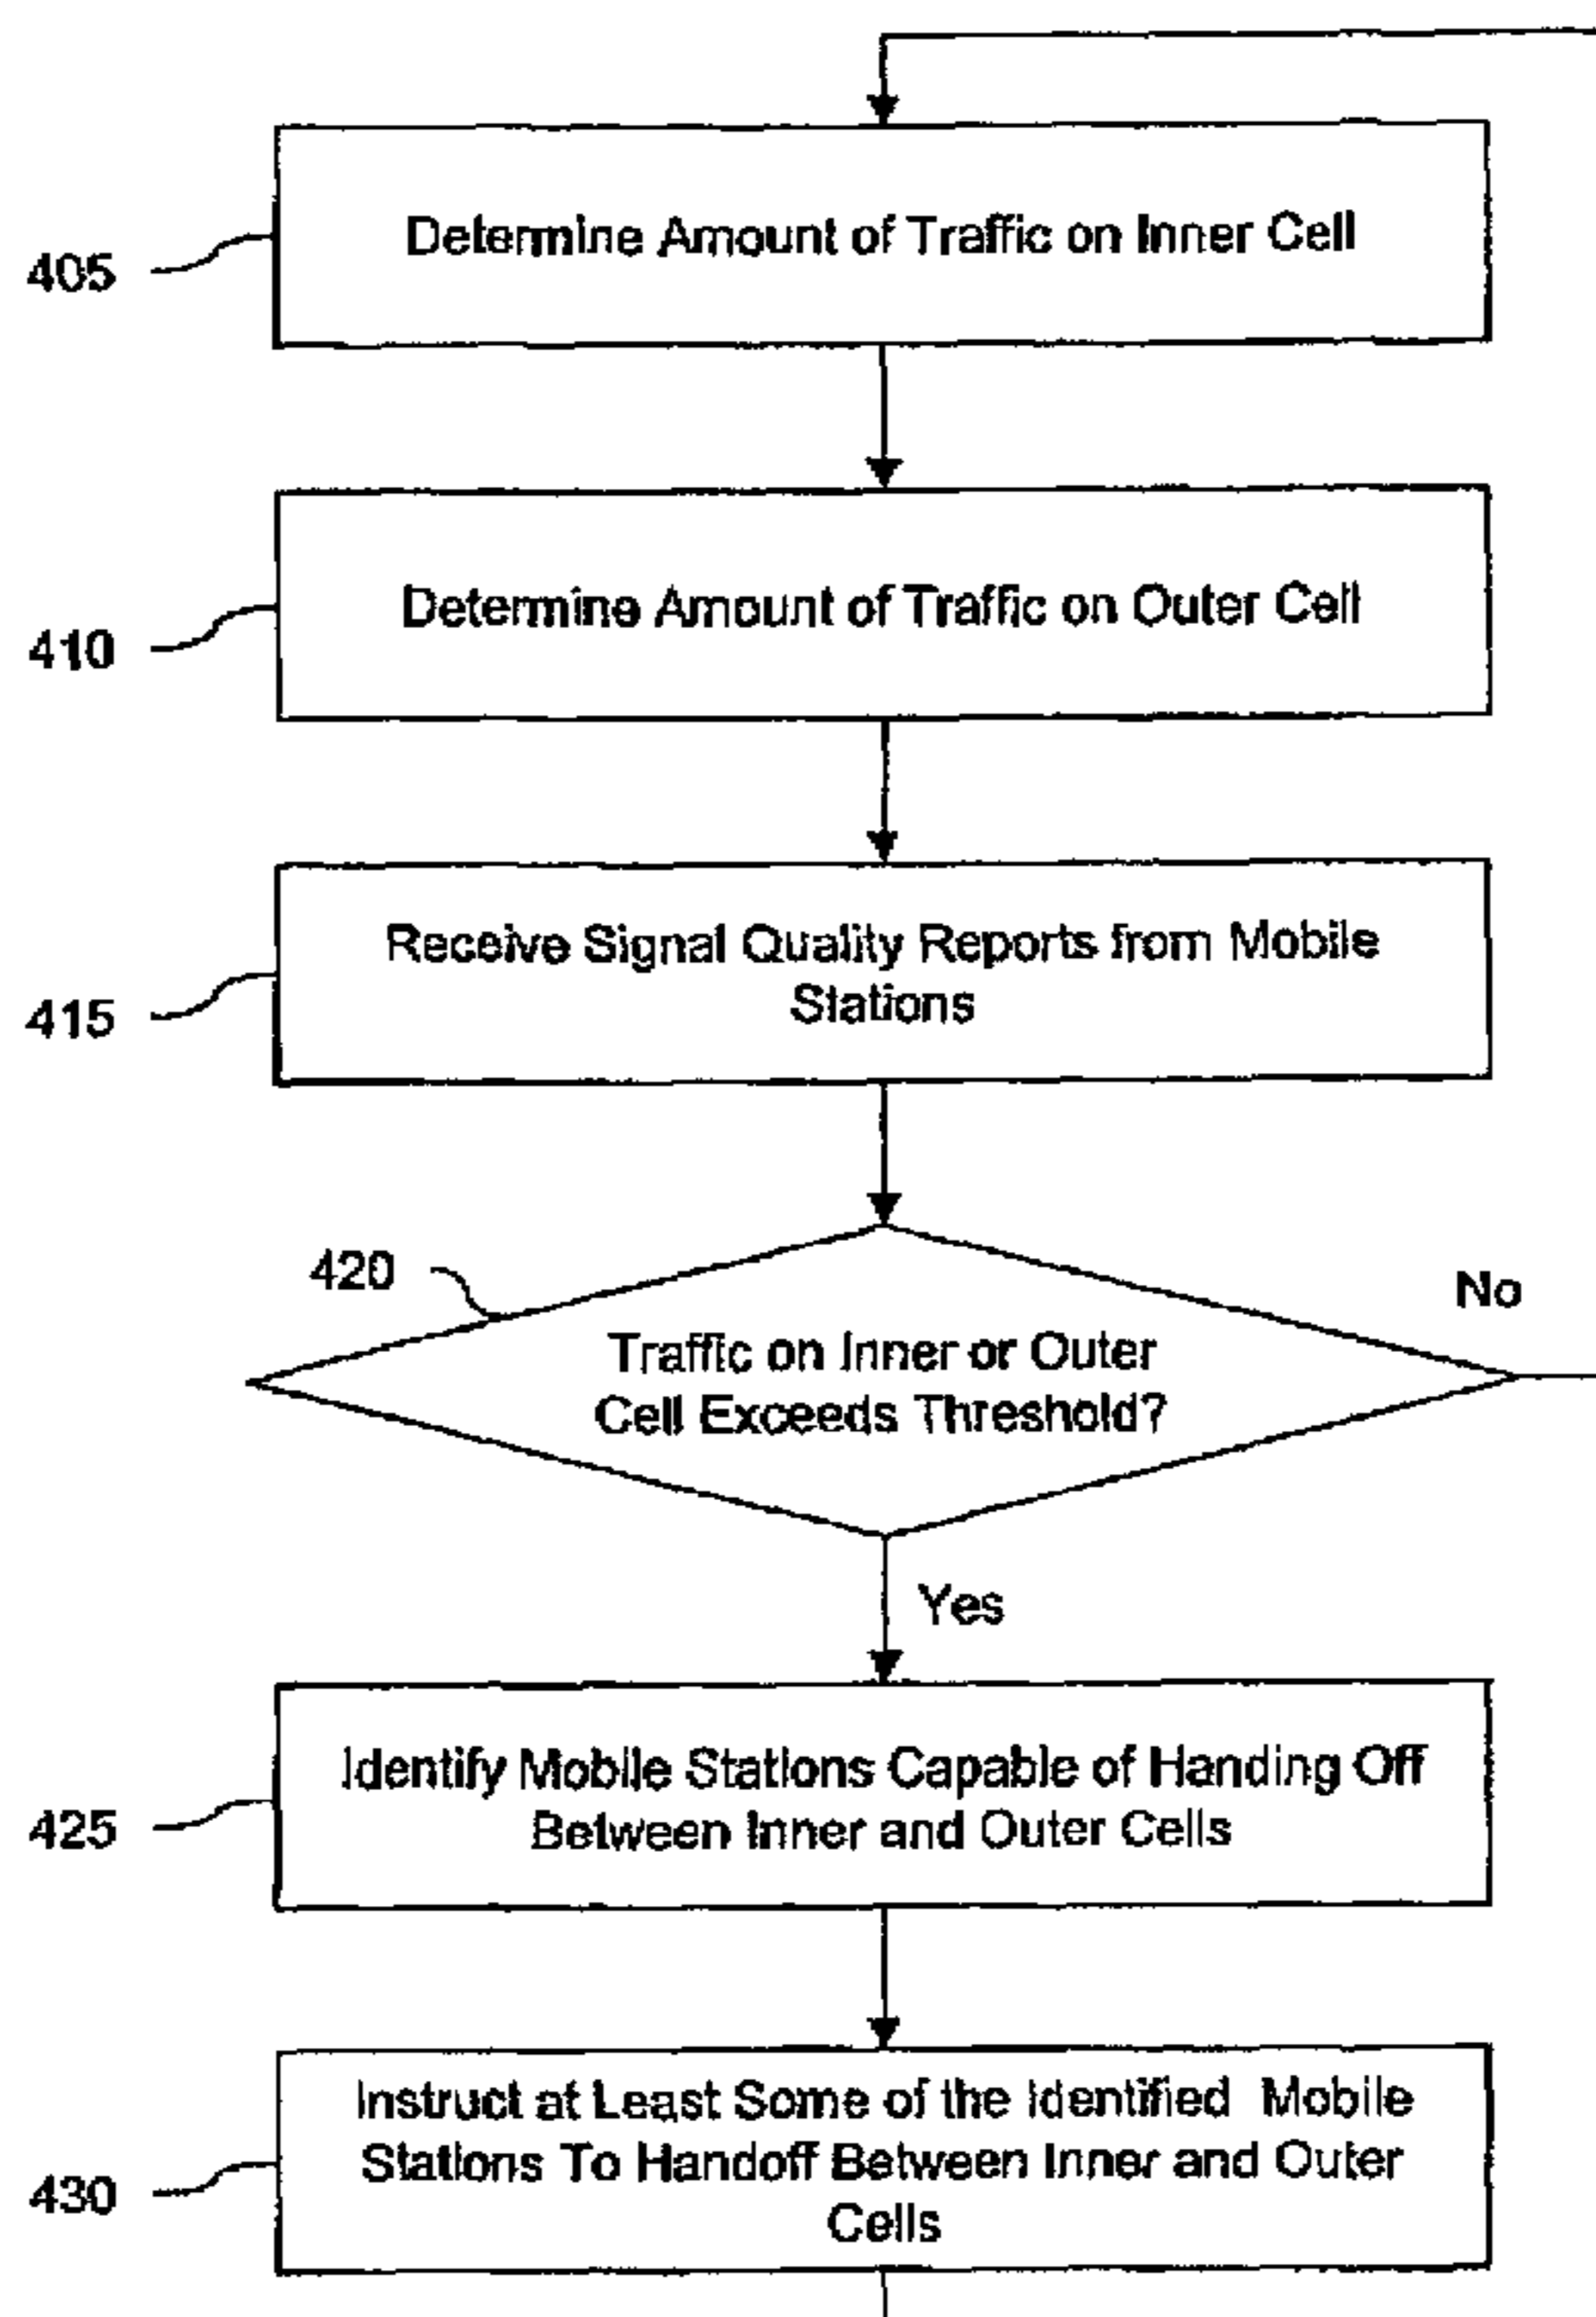 405
Determine Amount of Traffic on Inner Cell
410
Determine Amount of Traffic on Outer Cell
415
Receive Signal Quality Reports from Mobile
Stations
420
Traffic on Inner or Outer
Cell Exceeds Threshold?
No
Yes
425
Identify Mobile Stations Capable of Handing Off
Between Inner and Outer Cells
430
Instruct at Least Some of the Identified Mobile
Stations To Handoff Between Inner and Outer
Cells